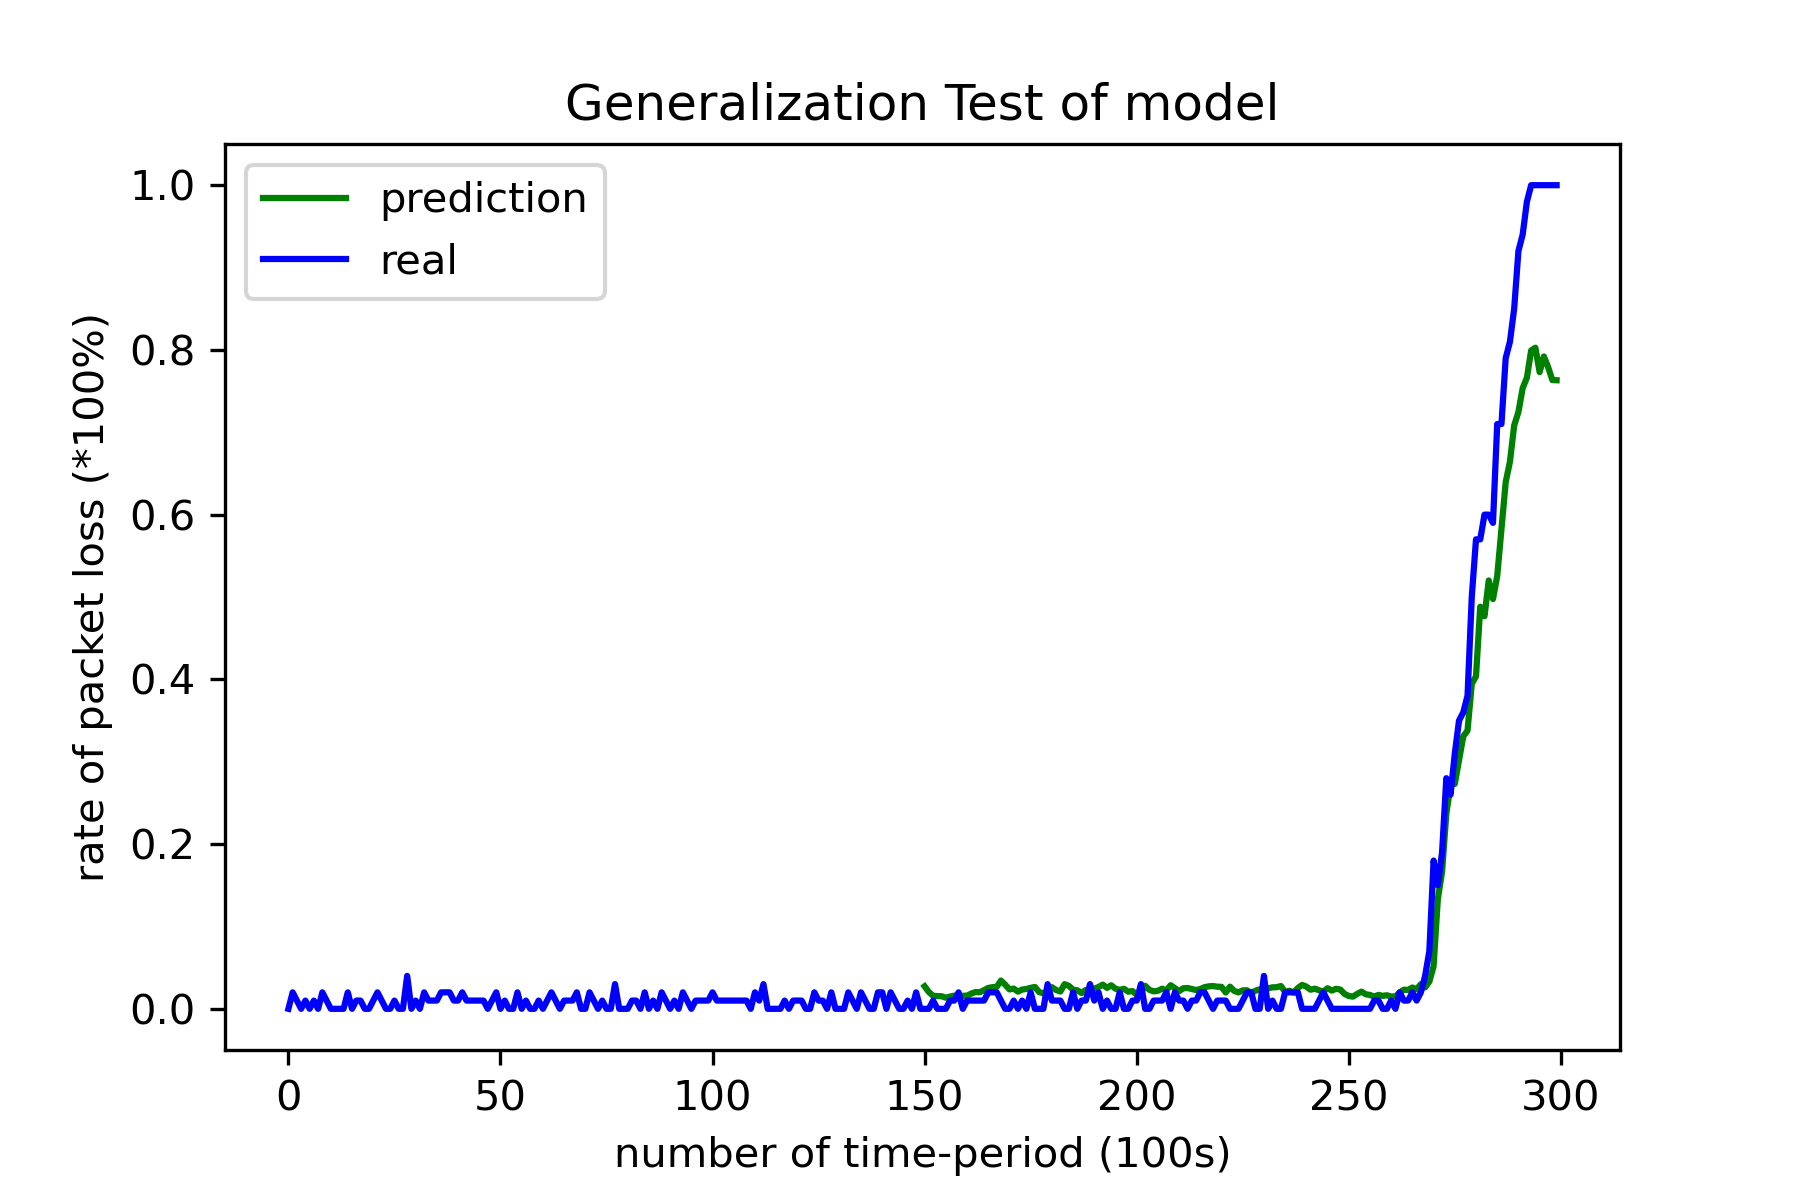 Generalization Test of model
prediction
real
1.0
0.8
0.6
0.4
0.2
0.0
rate of packet loss (*100%)
0 50 100 150 200 250 300
number of time-period (100s)